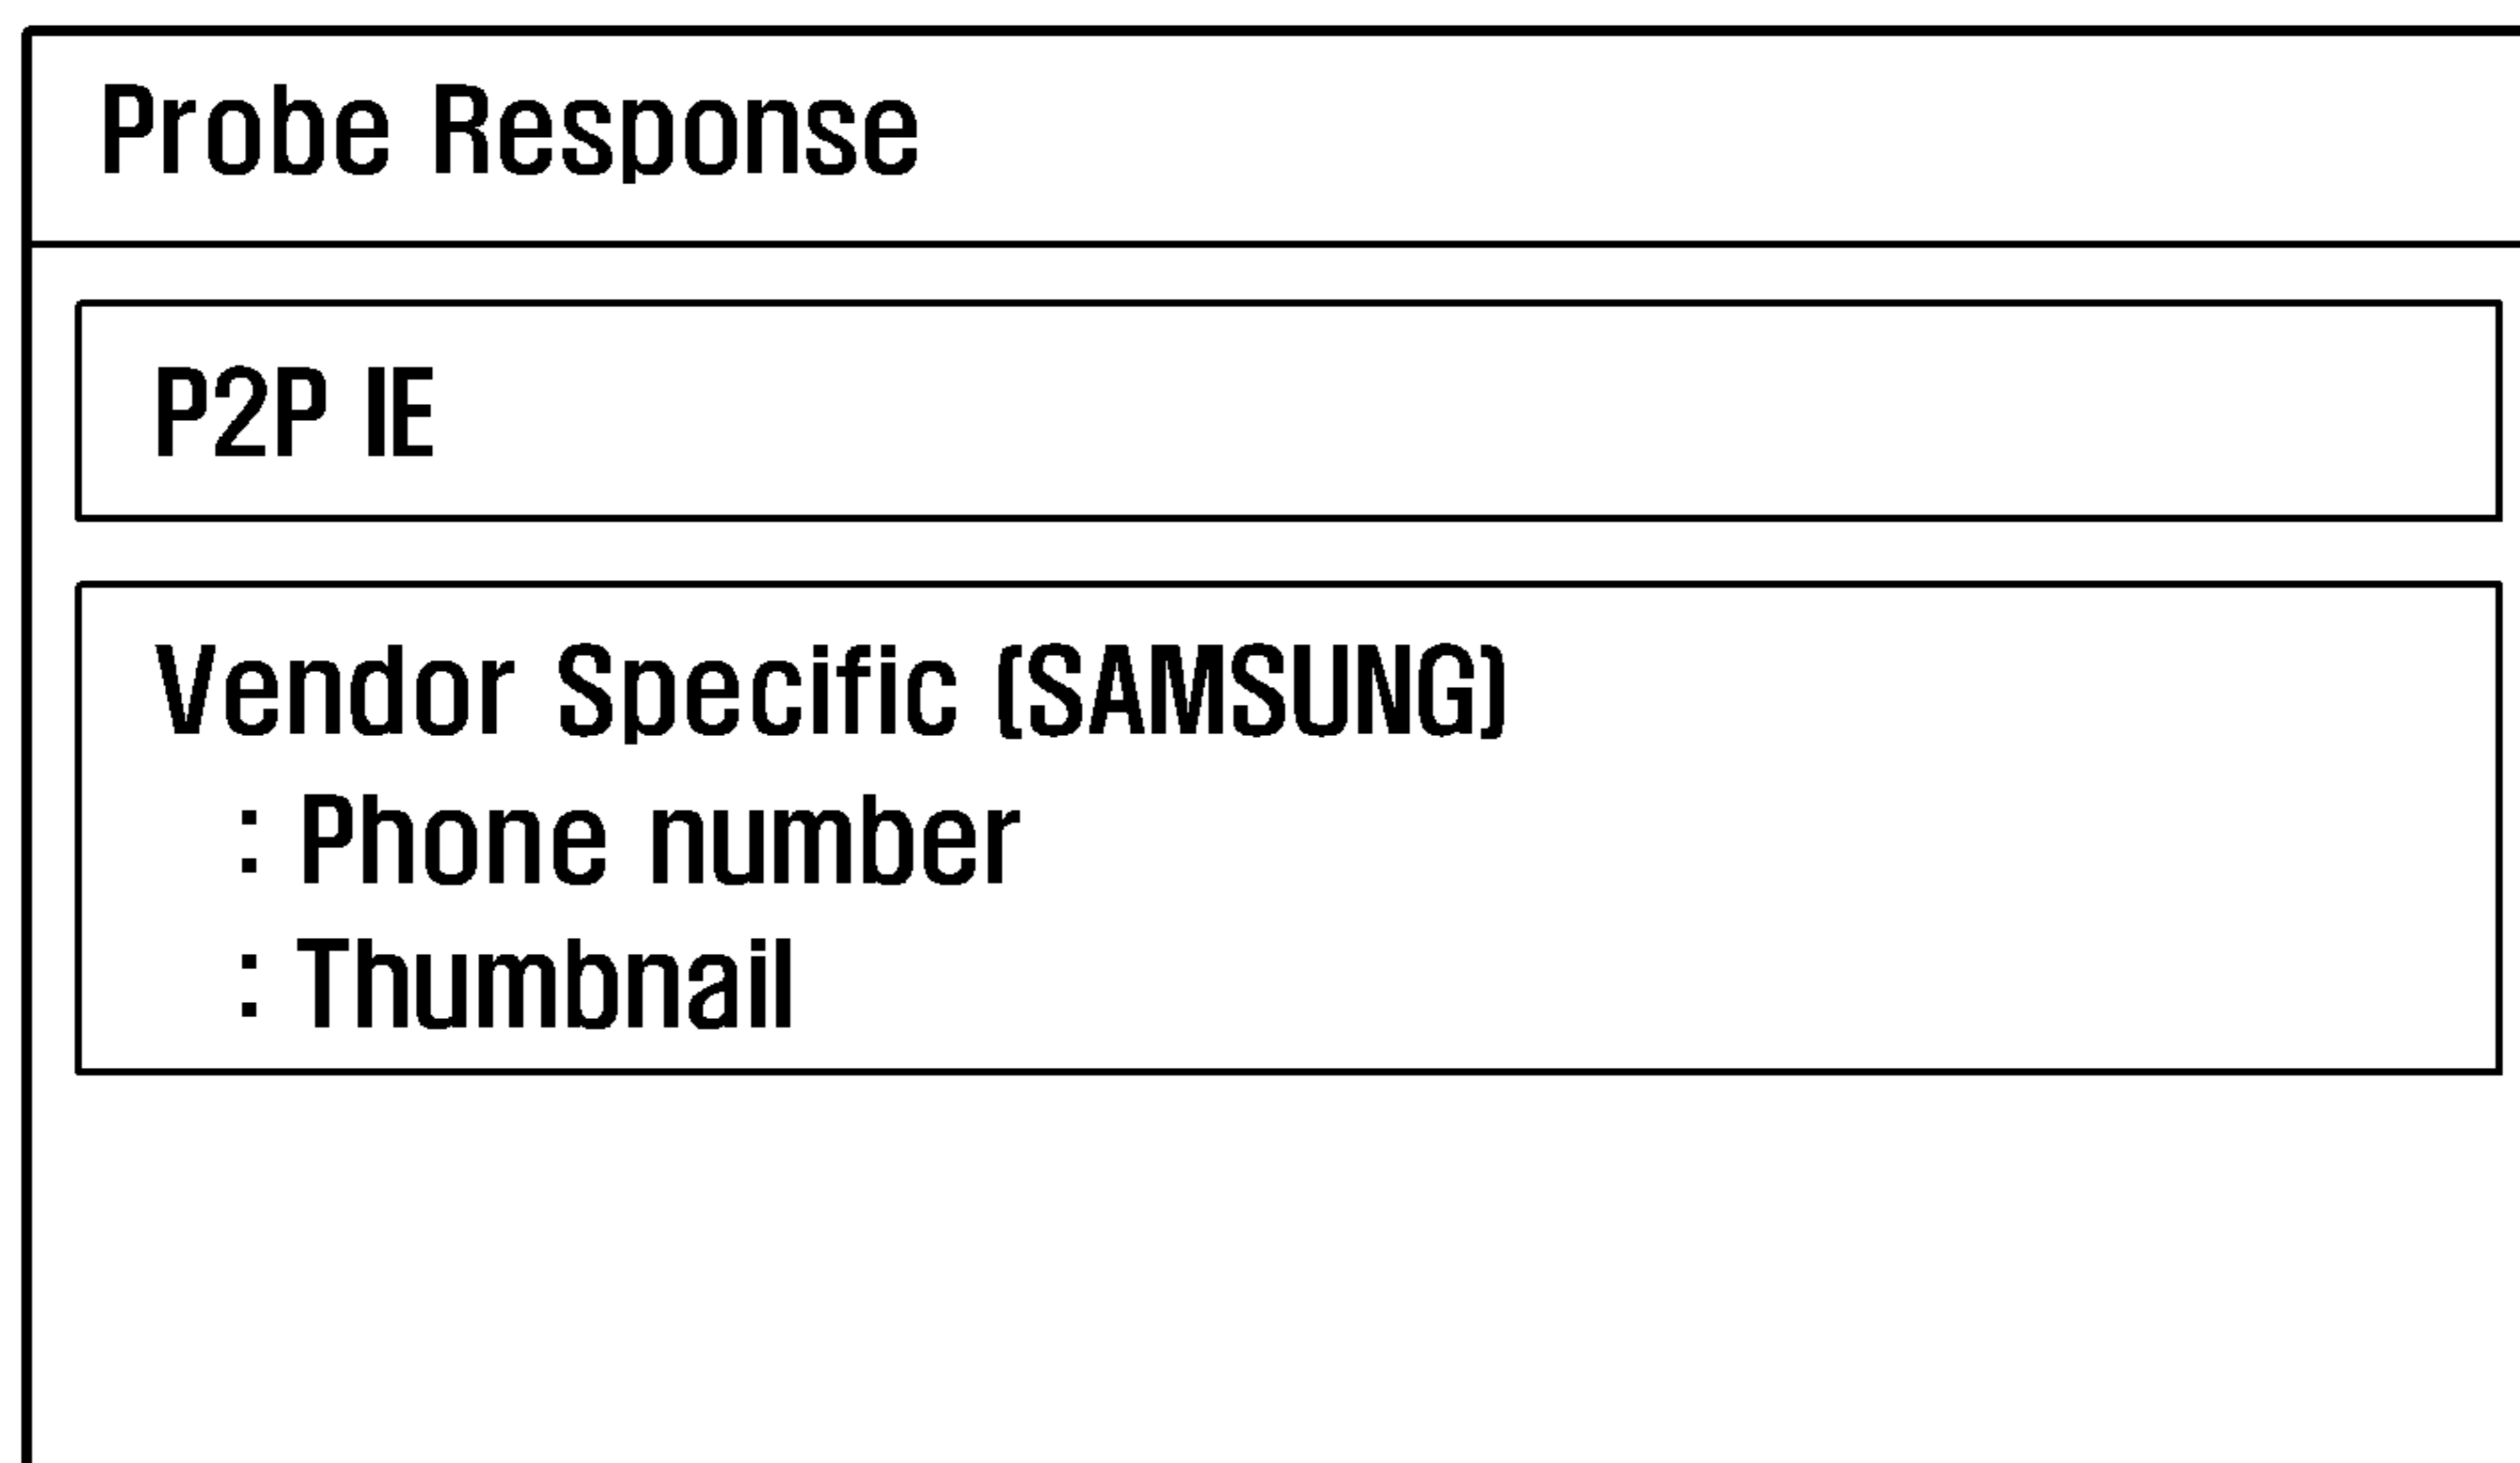 Probe Response
P2P IE
Vendor Specific (SAMSUNG)
: Phone number
: Thumbnail